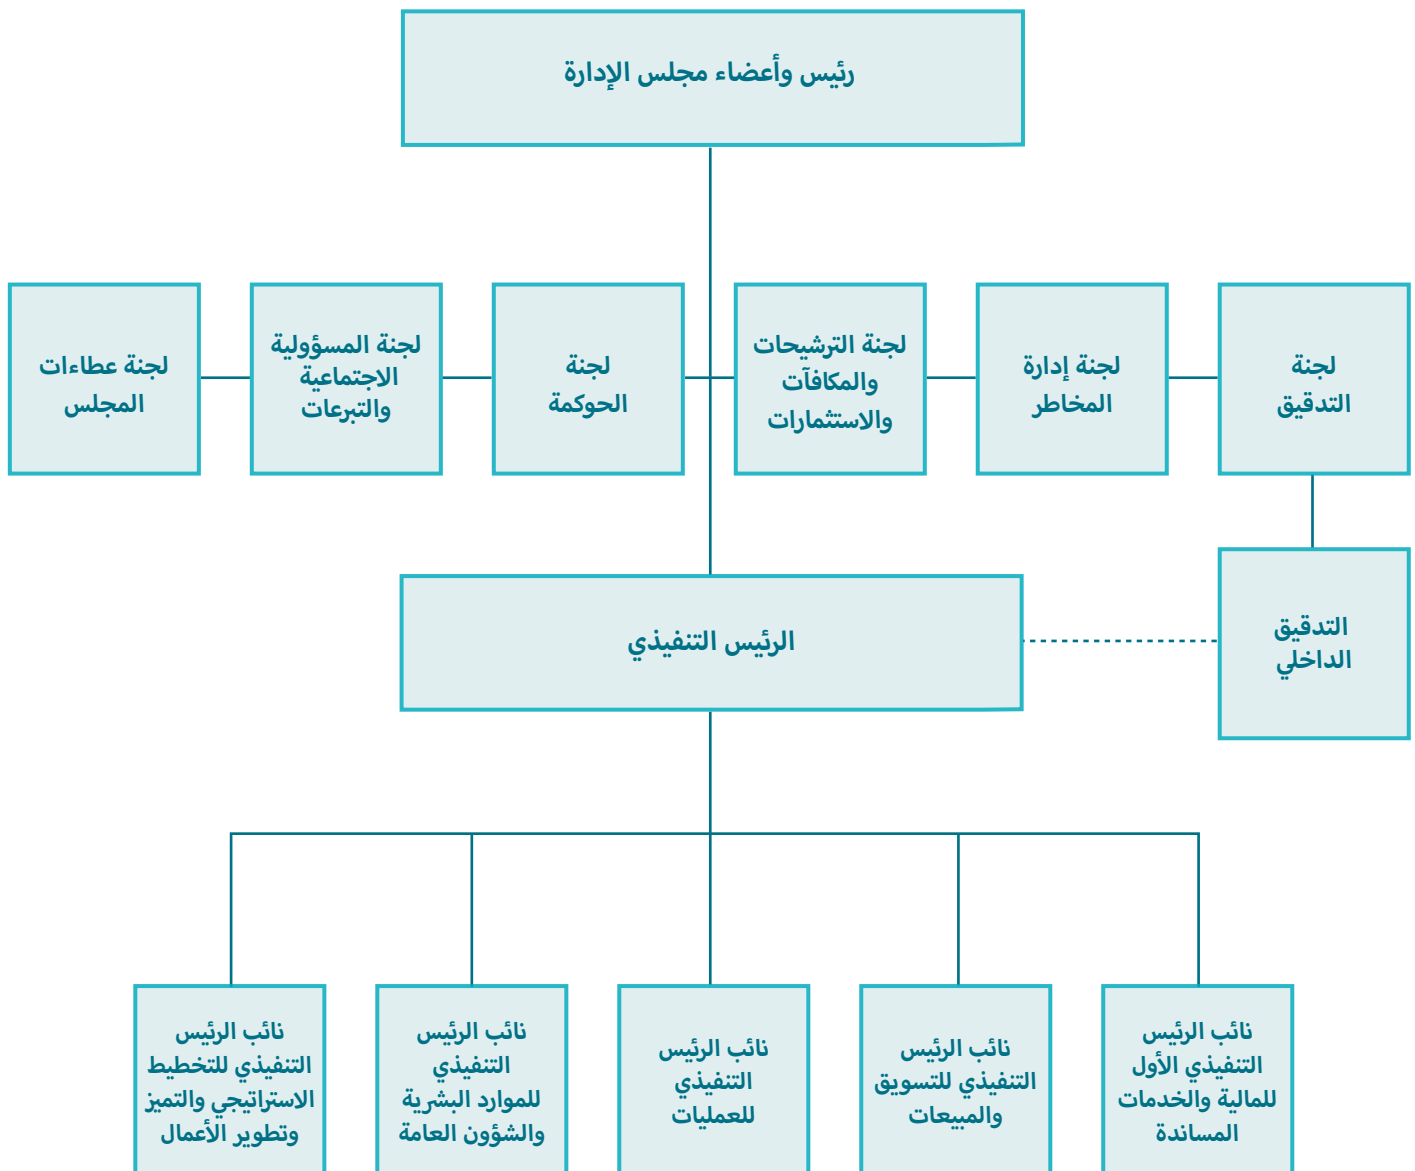 رئيس وأعضاء مجلس الإدارة
لجنة
التدقيق
لجنة إدارة
المخاطر
لجنة الترشيحات
والمكافآت
والاستثمارات
لجنة
الحوكمة
لجنة المسؤولية
الاجتماعية
والتبرعات
لجنة عطاءات
المجلس
التدقيق
الداخلي
الرئيس التنفيذي
نائب الرئيس
التنفيذي الأول
للمالية والخدمات
المساندة
نائب الرئيس
التنفيذي للتسويق
والمبيعات
نائب الرئيس
التنفيذي
للعمليات
نائب الرئيس
التنفيذي
للموارد البشرية
والشؤون العامة
نائب الرئيس
التنفيذي للتخطيط
الاستراتيجي والتميز
وتطوير الأعمال